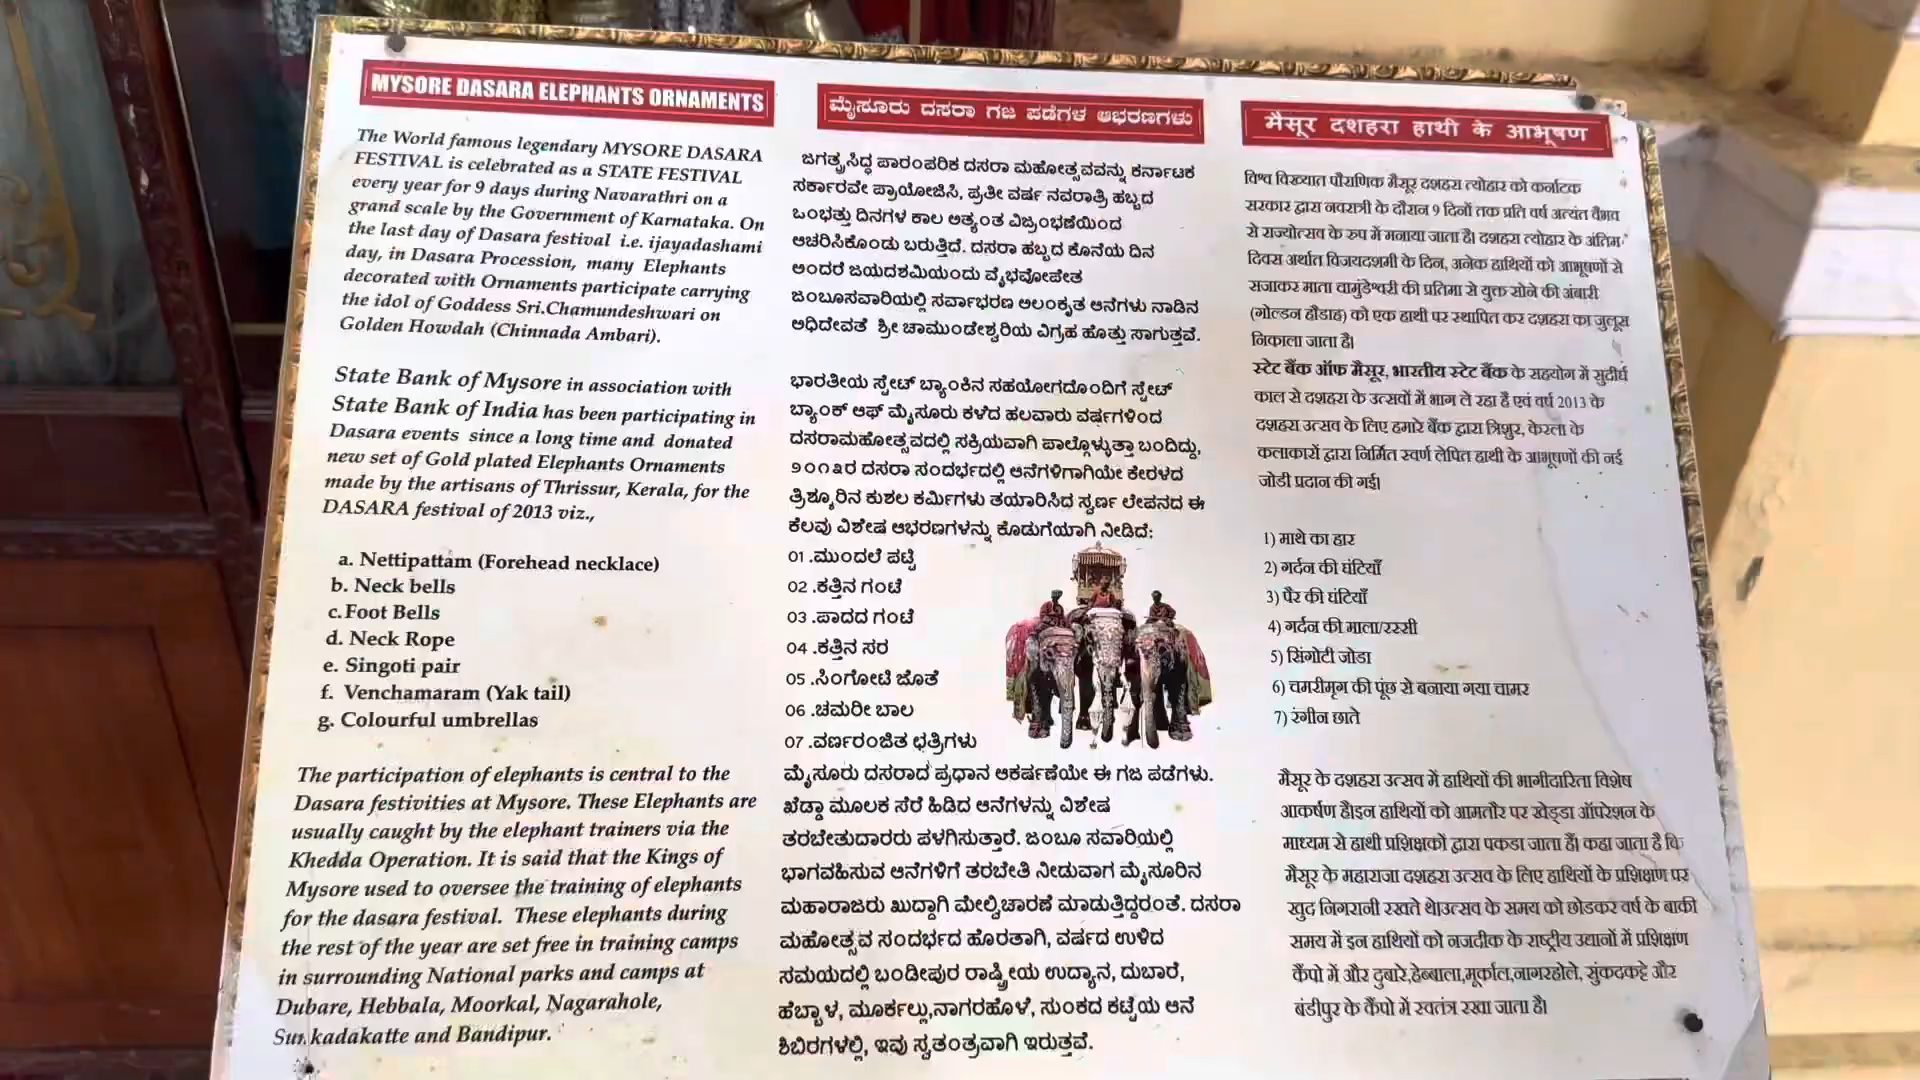 MYSORE DASARA ELEPHANTS ORNAMENTS
The World famous legendary MYSORE DASARA
FESTIVAL is celebrated as a STATE FESTIVAL
every year for 9 days during Navarathri on a
grand scale by the Government of Karnataka. On
the last day of Dasara festival i.e. ijayadashami
day, in Dasara Procession, many Elephants
decorated with Ornaments participate carrying
the idol of Goddess Sri.Chamundeshwari on
Golden Howdah (Chinnada Ambari).
State Bank of Mysore in association with
State Bank of India has been participating in
Dasara events since a long time and donated
new set of Gold plated Elephants Ornaments
made by the artisans of Thrissur, Kerala, for the
DASARA festival of 2013 viz.,
a. Nettipattam (Forehead necklace)
b. Neck bells
c. Foot Bells
d. Neck Rope
e. Singoti pair
f. Venchamaram (Yak tail)
g. Colourful umbrellas
The participation of elephants is central to the
Dasara festivities at Mysore. These Elephants are
usually caught by the elephant trainers via the
Khedda Operation. It is said that the Kings of
Mysore used to oversee the training of elephants
for the dasara festival. These elephants during
the rest of the year are set free in training camps
in surrounding National parks and camps at
Dubare, Hebbala, Moorkal, Nagarahole,
Sunkadakatte and Bandipur.
ಮೈಸೂರು ದಸರಾ ಗಜ ಪಡೆಗಳ ಆಭರಣಗಳು
ಜಗತ್ಪ್ರಸಿದ್ಧ ಪಾರಂಪರಿಕ ದಸರಾ ಮಹೋತ್ಸವವನ್ನು ಕರ್ನಾಟಕ
ಸರ್ಕಾರವೇ ಪ್ರಾಯೋಜಿಸಿ, ಪ್ರತೀ ವರ್ಷ ನವರಾತ್ರಿ ಹಬ್ಬದ
ಒಂಭತ್ತು ದಿನಗಳ ಕಾಲ ಅತ್ಯಂತ ವಿಜ್ರಂಭಣೆಯಿಂದ
ಆಚರಿಸಿಕೊಂಡು ಬರುತ್ತಿದೆ. ದಸರಾ ಹಬ್ಬದ ಕೊನೆಯ ದಿನ
ಅಂದರೆ ಜಯದಶಮಿಯಂದು ವೈಭವೋಪೇತ
ಜಂಬೂಸವಾರಿಯಲ್ಲಿ ಸರ್ವಾಭರಣ ಅಲಂಕೃತ ಆನೆಗಳು ನಾಡಿನ
ಅಧಿದೇವತೆ ಶ್ರೀ ಚಾಮುಂಡೇಶ್ವರಿಯ ವಿಗ್ರಹ ಹೊತ್ತು ಸಾಗುತ್ತವೆ.
ಭಾರತೀಯ ಸ್ಟೇಟ್ ಬ್ಯಾಂಕಿನ ಸಹಯೋಗದೊಂದಿಗೆ ಸ್ಟೇಟ್
ಬ್ಯಾಂಕ್ ಆಫ್ ಮೈಸೂರು ಕಳೆದ ಹಲವಾರು ವರ್ಷಗಳಿಂದ
ದಸರಾಮಹೋತ್ಸವದಲ್ಲಿ ಸಕ್ರಿಯವಾಗಿ ಪಾಲ್ಗೊಳ್ಳುತ್ತಾ ಬಂದಿದ್ದು,
೨೦೧೩ರ ದಸರಾ ಸಂದರ್ಭದಲ್ಲಿ ಆನೆಗಳಿಗಾಗಿಯೇ ಕೇರಳದ
ತ್ರಿಶ್ಶೂರಿನ ಕುಶಲ ಕರ್ಮಿಗಳು ತಯಾರಿಸಿದ ಸ್ವರ್ಣ ಲೇಪನದ ಈ
ಕೆಲವು ವಿಶೇಷ ಆಭರಣಗಳನ್ನು ಕೊಡುಗೆಯಾಗಿ ನೀಡಿದೆ:
01 .ಮುಂದಲೆ ಪಟ್ಟಿ
02 .ಕತ್ತಿನ ಗಂಟೆ
03 .ಪಾದದ ಗಂಟೆ
04 .ಕತ್ತಿನ ಸರ
05 .ಸಿಂಗೋಟಿ ಜೊತೆ
06 .ಚಮರೀ ಬಾಲ
07 .ವರ್ಣರಂಜಿತ ಛತ್ರಿಗಳು
ಮೈಸೂರು ದಸರಾದ ಪ್ರಧಾನ ಆಕರ್ಷಣೆಯೇ ಈ ಗಜ ಪಡೆಗಳು.
ಖೆಡ್ಡಾ ಮೂಲಕ ಸೆರೆ ಹಿಡಿದ ಆನೆಗಳನ್ನು ವಿಶೇಷ
ತರಬೇತುದಾರರು ಪಳಗಿಸುತ್ತಾರೆ. ಜಂಬೂ ಸವಾರಿಯಲ್ಲಿ
ಭಾಗವಹಿಸುವ ಆನೆಗಳಿಗೆ ತರಬೇತಿ ನೀಡುವಾಗ ಮೈಸೂರಿನ
ಮಹಾರಾಜರು ಖುದ್ದಾಗಿ ಮೇಲ್ವಿಚಾರಣೆ ಮಾಡುತ್ತಿದ್ದರಂತೆ. ದಸರಾ
ಮಹೋತ್ಸವ ಸಂದರ್ಭದ ಹೊರತಾಗಿ, ವರ್ಷದ ಉಳಿದ
ಸಮಯದಲ್ಲಿ ಬಂಡೀಪುರ ರಾಷ್ಟ್ರೀಯ ಉದ್ಯಾನ, ದುಬಾರೆ,
ಹೆಬ್ಬಾಳ, ಮೂರ್ಕಲ್ಲು,ನಾಗರಹೊಳೆ, ಸುಂಕದ ಕಟ್ಟೆಯ ಆನೆ
ಶಿಬಿರಗಳಲ್ಲಿ, ಇವು ಸ್ವತಂತ್ರವಾಗಿ ಇರುತ್ತವೆ.
मैसूर दशहरा हाथी के आभूषण
विश्व विख्यात पौराणिक मैसूर दशहरा त्योहार को कर्नाटक
सरकार द्वारा नवरात्री के दौरान 9 दिनों तक प्रति वर्ष अत्यंत वैभव
से राज्योत्सव के रुप में मनाया जाता है। दशहरा त्योहार के अंतिम
दिवस अर्थात विजयदशमी के दिन, अनेक हाथियों को आभूषणों से
सजाकर माता चामुंडेश्वरी की प्रतिमा से युक्त सोने की अंबारी
(गोल्डन हौडाह) को एक हाथी पर स्थापित कर दशहरा का जुलूस
निकाला जाता है।
स्टेट बैंक ऑफ मैसूर, भारतीय स्टेट बैंक के सहयोग में सुदीर्घ
काल से दशहरा के उत्सवों में भाग ले रहा है एवं वर्ष 2013 के
दशहरा उत्सव के लिए हमारे बैंक द्वारा त्रिशुर, केरला के
कलाकारों द्वारा निर्मित स्वर्ण लेपित हाथी के आभूषणों की नई
जोडी प्रदान की गई।
1) माथे का हार
2) गर्दन की घंटियाँ
3) पैर की घंटियाँ
4) गर्दन की माला/रस्सी
5) सिंगोटी जोडा
6) चमरीमृग की पूंछ से बनाया गया चामर
7) रंगीन छाते
मैसूर के दशहरा उत्सव में हाथियों की भागीदारिता विशेष
आकर्षण है।इन हाथियों को आमतौर पर खेड्डा ऑपरेशन के
माध्यम से हाथी प्रशिक्षकों द्वारा पकडा जाता हैं। कहा जाता है कि
मैसूर के महाराजा दशहरा उत्सव के लिए हाथियों के प्रशिक्षण पर
खुद निगरानी रखते थे।उत्सव के समय को छोडकर वर्ष के बाकी
समय में इन हाथियों को नजदीक के राष्ट्रीय उद्यानों में प्रशिक्षण
कैंपो में और दुबारे,हेब्बाला,मूर्काल,नागरहोले, सुंकदकट्टे और
बंडीपुर के कैंपो में स्वतंत्र रखा जाता है।